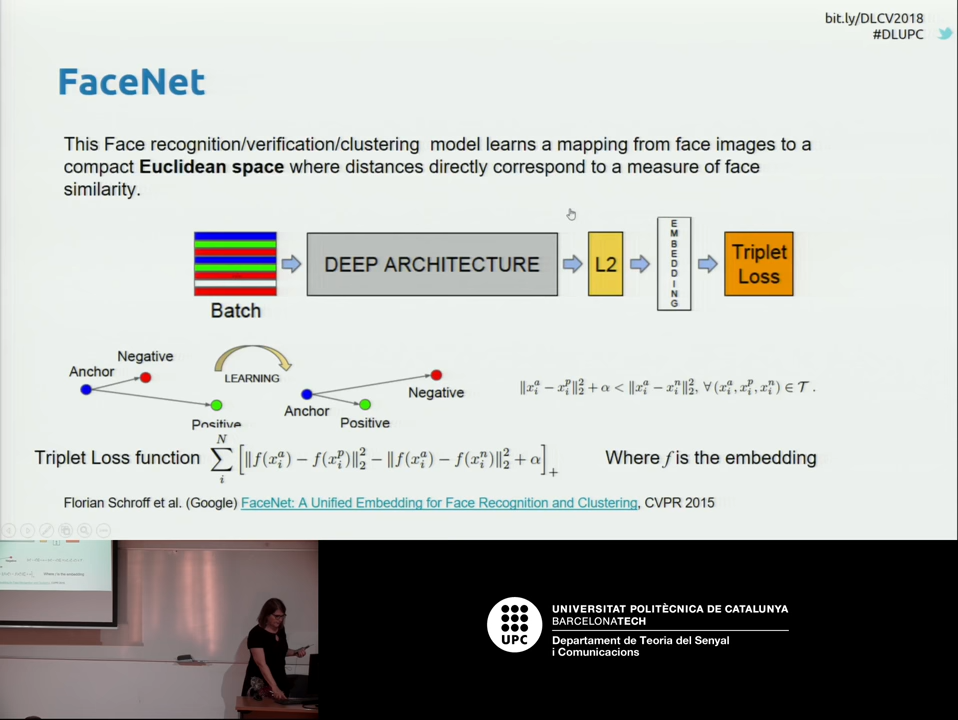 bit.ly/DLCV2018
#DLUPC
FaceNet
This Face recognition/verification/clustering model learns a mapping from face images to a
compact Euclidean space where distances directly correspond to a measure of face
similarity.
DEEP ARCHITECTURE
L2
EMBEDDING
Triplet
Loss
Batch
Negative
Anchor
Positive
LEARNING
Anchor
Negative
Positive
‖x_i^a − x_i^p‖_2^2 + α < ‖x_i^a − x_i^n‖_2^2, ∀ (x_i^a, x_i^p, x_i^n) ∈ 𝒯 .
Triplet Loss function ∑_i^N [‖f(x_i^a) − f(x_i^p)‖_2^2 − ‖f(x_i^a) − f(x_i^n)‖_2^2 + α]_+ Where f is the embedding
Florian Schroff et al. (Google) FaceNet: A Unified Embedding for Face Recognition and Clustering, CVPR 2015
UPC
UNIVERSITAT POLITÈCNICA DE CATALUNYA
BARCELONATECH
Departament de Teoria del Senyal
i Comunicacions